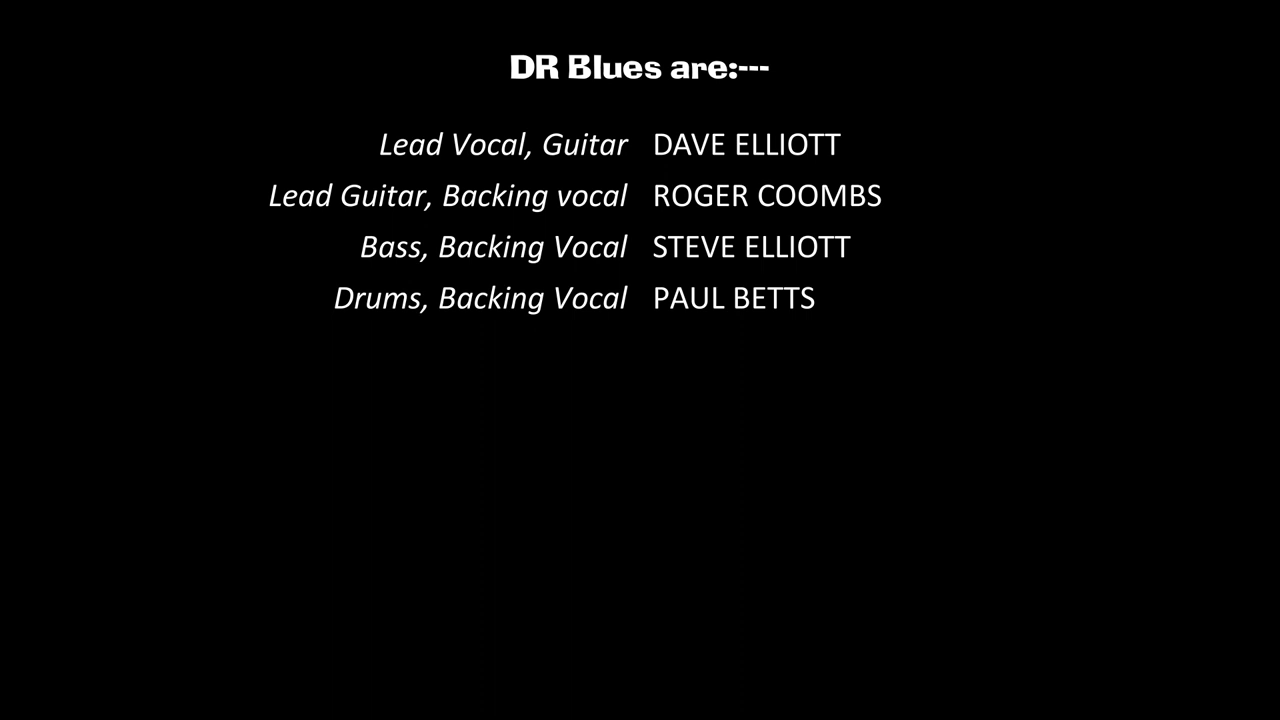 DR Blues are:---
Lead Vocal, Guitar DAVE ELLIOTT
Lead Guitar, Backing vocal ROGER COOMBS
Bass, Backing Vocal STEVE ELLIOTT
Drums, Backing Vocal PAUL BETTS